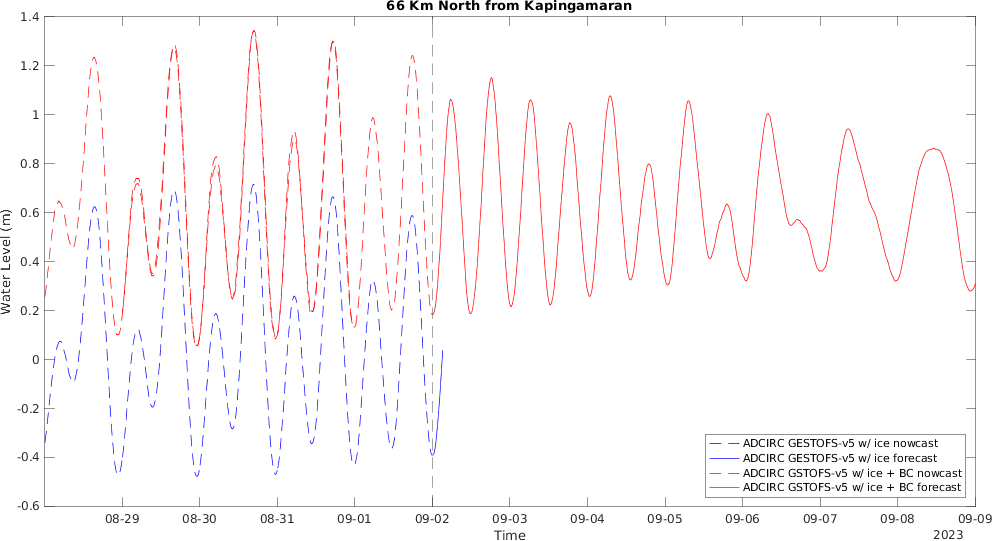 66 Km North from Kapingamaran
Water Level (m)
1.4
1.2
1
0.8
0.6
0.4
0.2
0
-0.2
-0.4
-0.6
ADCIRC GESTOFS-v5 w/ ice nowcast
ADCIRC GESTOFS-v5 w/ ice forecast
ADCIRC GSTOFS-v5 w/ ice + BC nowcast
ADCIRC GSTOFS-v5 w/ ice + BC forecast
08-29 08-30 08-31 09-01 09-02 09-03 09-04 09-05 09-06 09-07 09-08 09-09
Time
2023